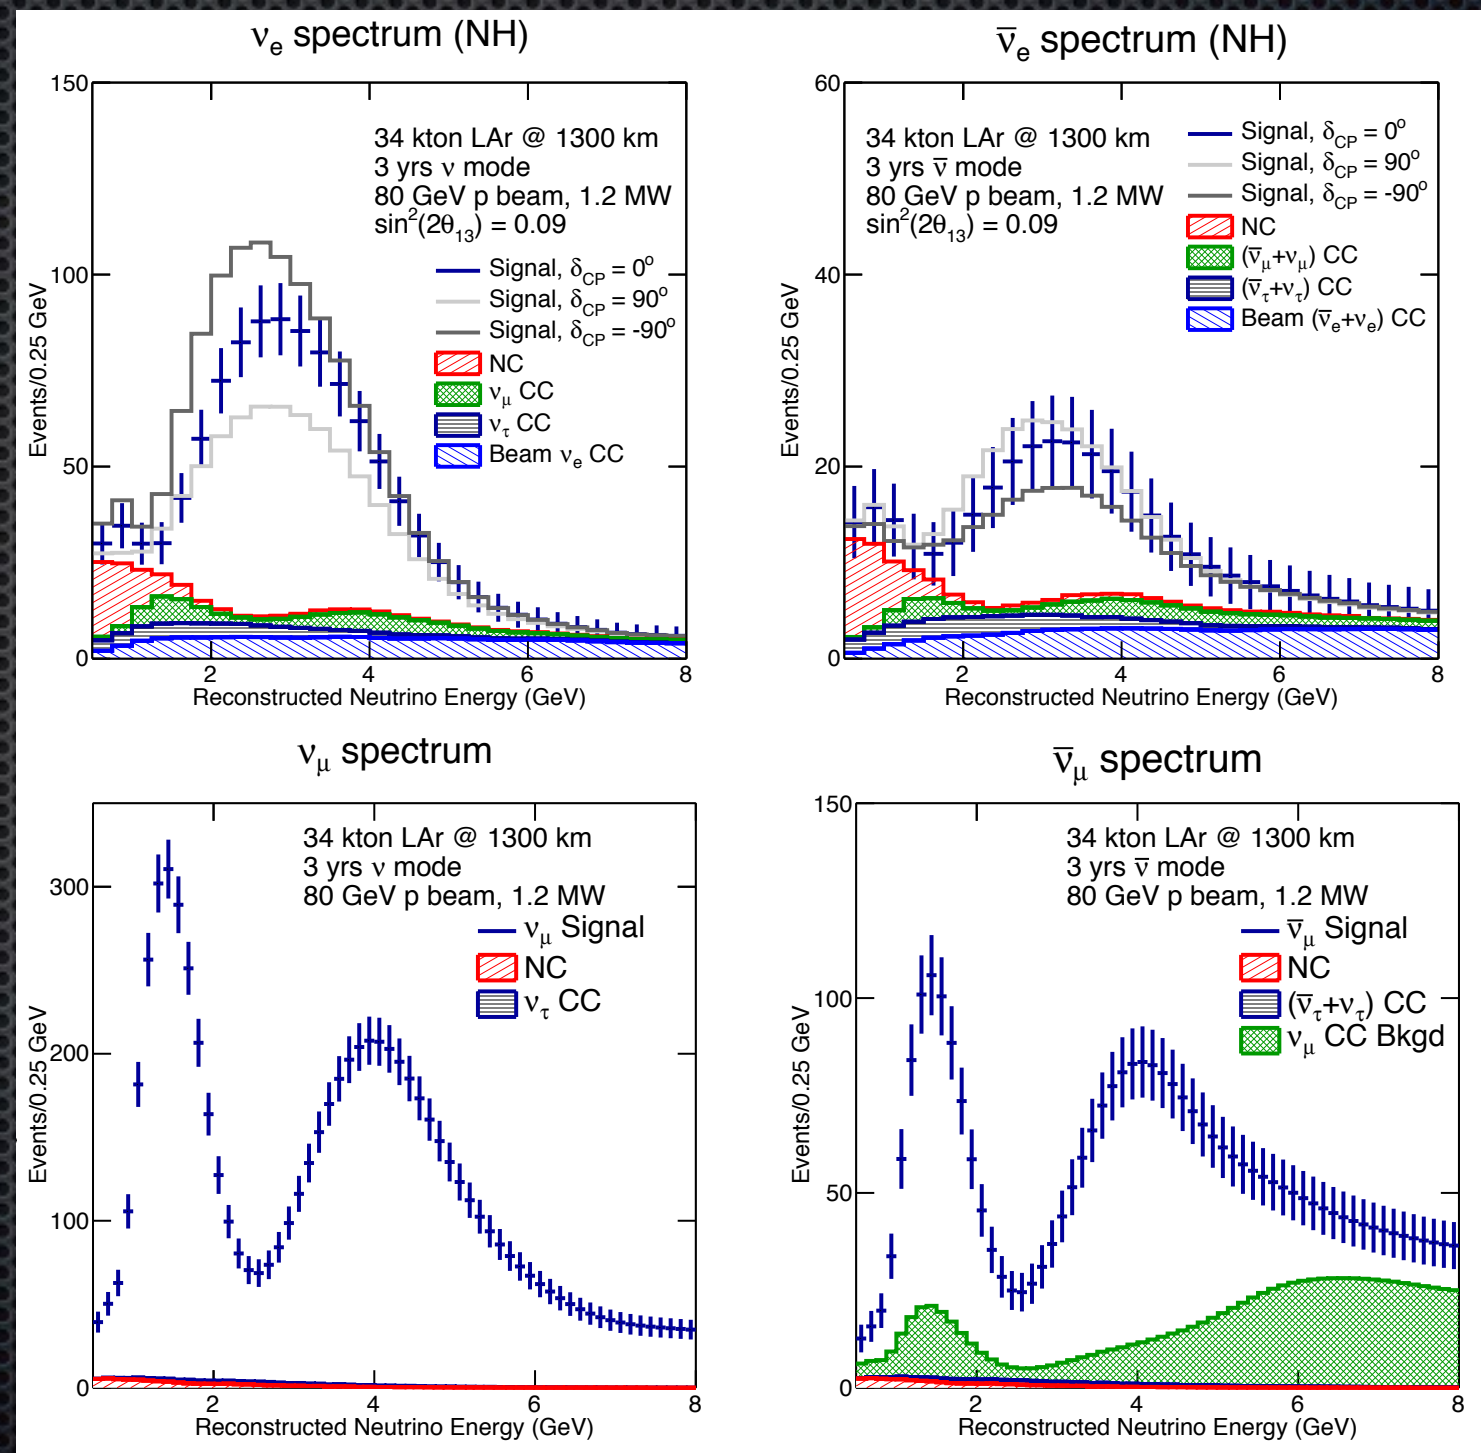 νe spectrum (NH)
150
100
50
0
2
4
6
8
Events/0.25 GeV
Reconstructed Neutrino Energy (GeV)
34 kton LAr @ 1300 km
3 yrs ν mode
80 GeV p beam, 1.2 MW
sin²(2θ₁₃) = 0.09
Signal, δCP = 0°
Signal, δCP = 90°
Signal, δCP = -90°
NC
νμ CC
ντ CC
Beam νe CC
ν̅e spectrum (NH)
60
40
20
0
2
4
6
8
Events/0.25 GeV
Reconstructed Neutrino Energy (GeV)
34 kton LAr @ 1300 km
3 yrs ν̅ mode
80 GeV p beam, 1.2 MW
sin²(2θ₁₃) = 0.09
Signal, δCP = 0°
Signal, δCP = 90°
Signal, δCP = -90°
NC
(ν̅μ+νμ) CC
(ν̅τ+ντ) CC
Beam (ν̅e+νe) CC
νμ spectrum
300
200
100
0
2
4
6
8
Events/0.25 GeV
Reconstructed Neutrino Energy (GeV)
34 kton LAr @ 1300 km
3 yrs ν mode
80 GeV p beam, 1.2 MW
νμ Signal
NC
ντ CC
ν̅μ spectrum
150
100
50
0
2
4
6
8
Events/0.25 GeV
Reconstructed Neutrino Energy (GeV)
34 kton LAr @ 1300 km
3 yrs ν̅ mode
80 GeV p beam, 1.2 MW
ν̅μ Signal
NC
(ν̅τ+ντ) CC
νμ CC Bkgd